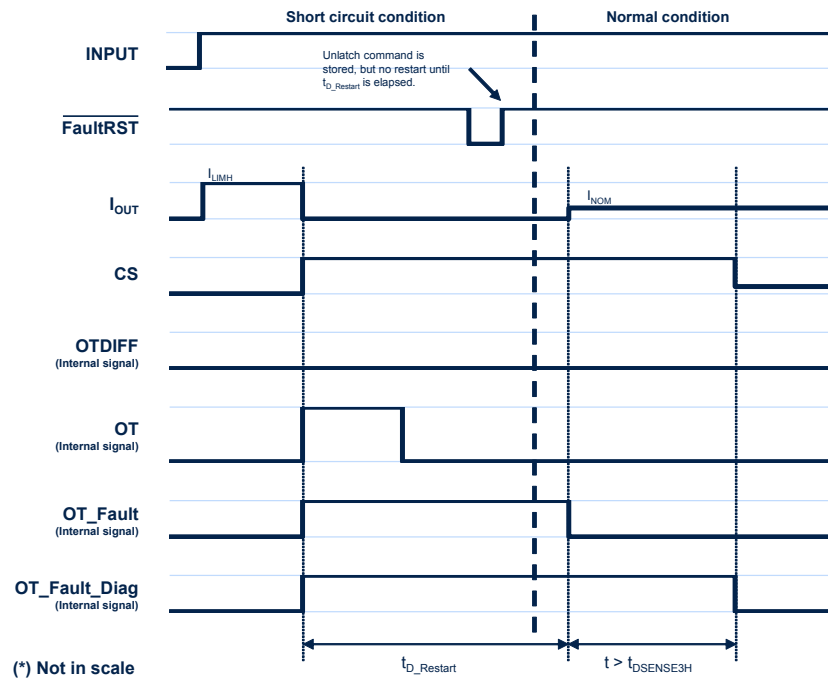 Short circuit condition
Normal condition
INPUT
Unlatch command is
stored, but no restart until
tD_Restart is elapsed.
FaultRST
ILIMH
IOUT
INOM
CS
OTDIFF
(Internal signal)
OT
(Internal signal)
OT_Fault
(Internal signal)
OT_Fault_Diag
(Internal signal)
tD_Restart
t > tDSENSE3H
(*) Not in scale